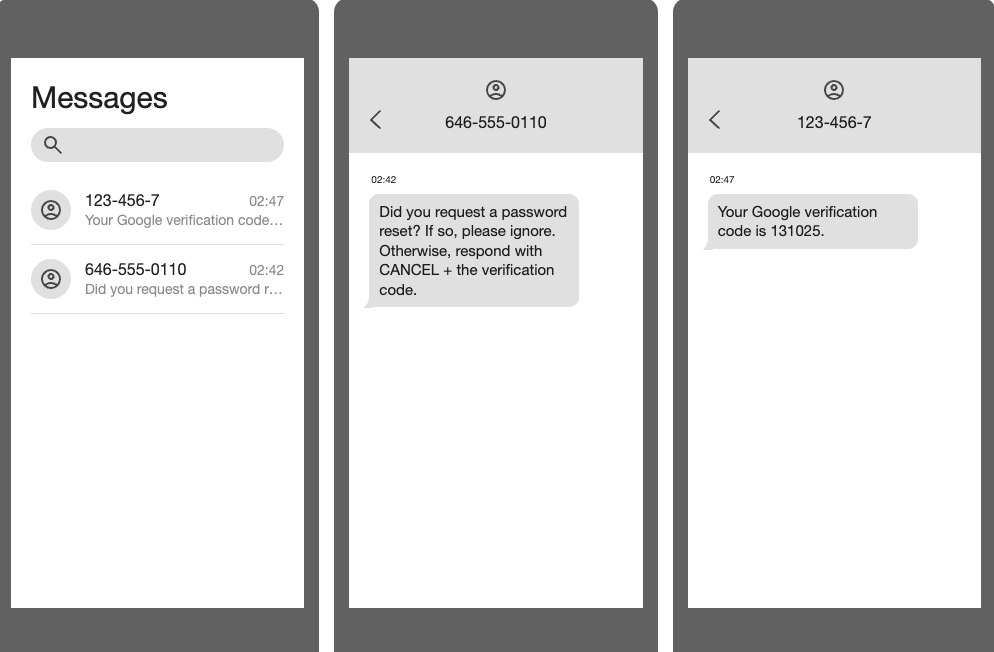 Messages
123-456-7 02:47
Your Google verification code...
646-555-0110 02:42
Did you request a password r...
646-555-0110
02:42
Did you request a password
reset? If so, please ignore.
Otherwise, respond with
CANCEL + the verification
code.
123-456-7
02:47
Your Google verification
code is 131025.